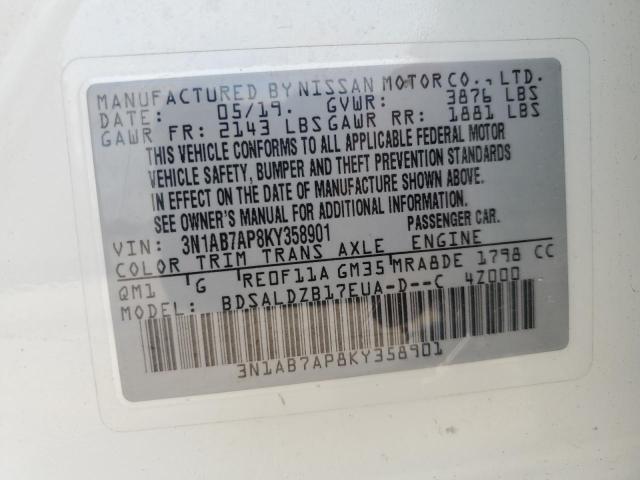 MANUFACTURED BY NISSAN MOTOR CO., LTD.
DATE: 05/19. GVWR: 3876 LBS
GAWR FR: 2143 LBS GAWR RR: 1881 LBS
THIS VEHICLE CONFORMS TO ALL APPLICABLE FEDERAL MOTOR
VEHICLE SAFETY, BUMPER AND THEFT PREVENTION STANDARDS
IN EFFECT ON THE DATE OF MANUFACTURE SHOWN ABOVE.
SEE OWNER'S MANUAL FOR ADDITIONAL INFORMATION.
VIN: 3N1AB7AP8KY358901 PASSENGER CAR.
COLOR TRIM TRANS AXLE ENGINE
QM1 G RE0F11A GM35 MRA8DE 1798 CC
MODEL: BDSALDZB17EUA-D--C 4Z000
3N1AB7AP8KY358901